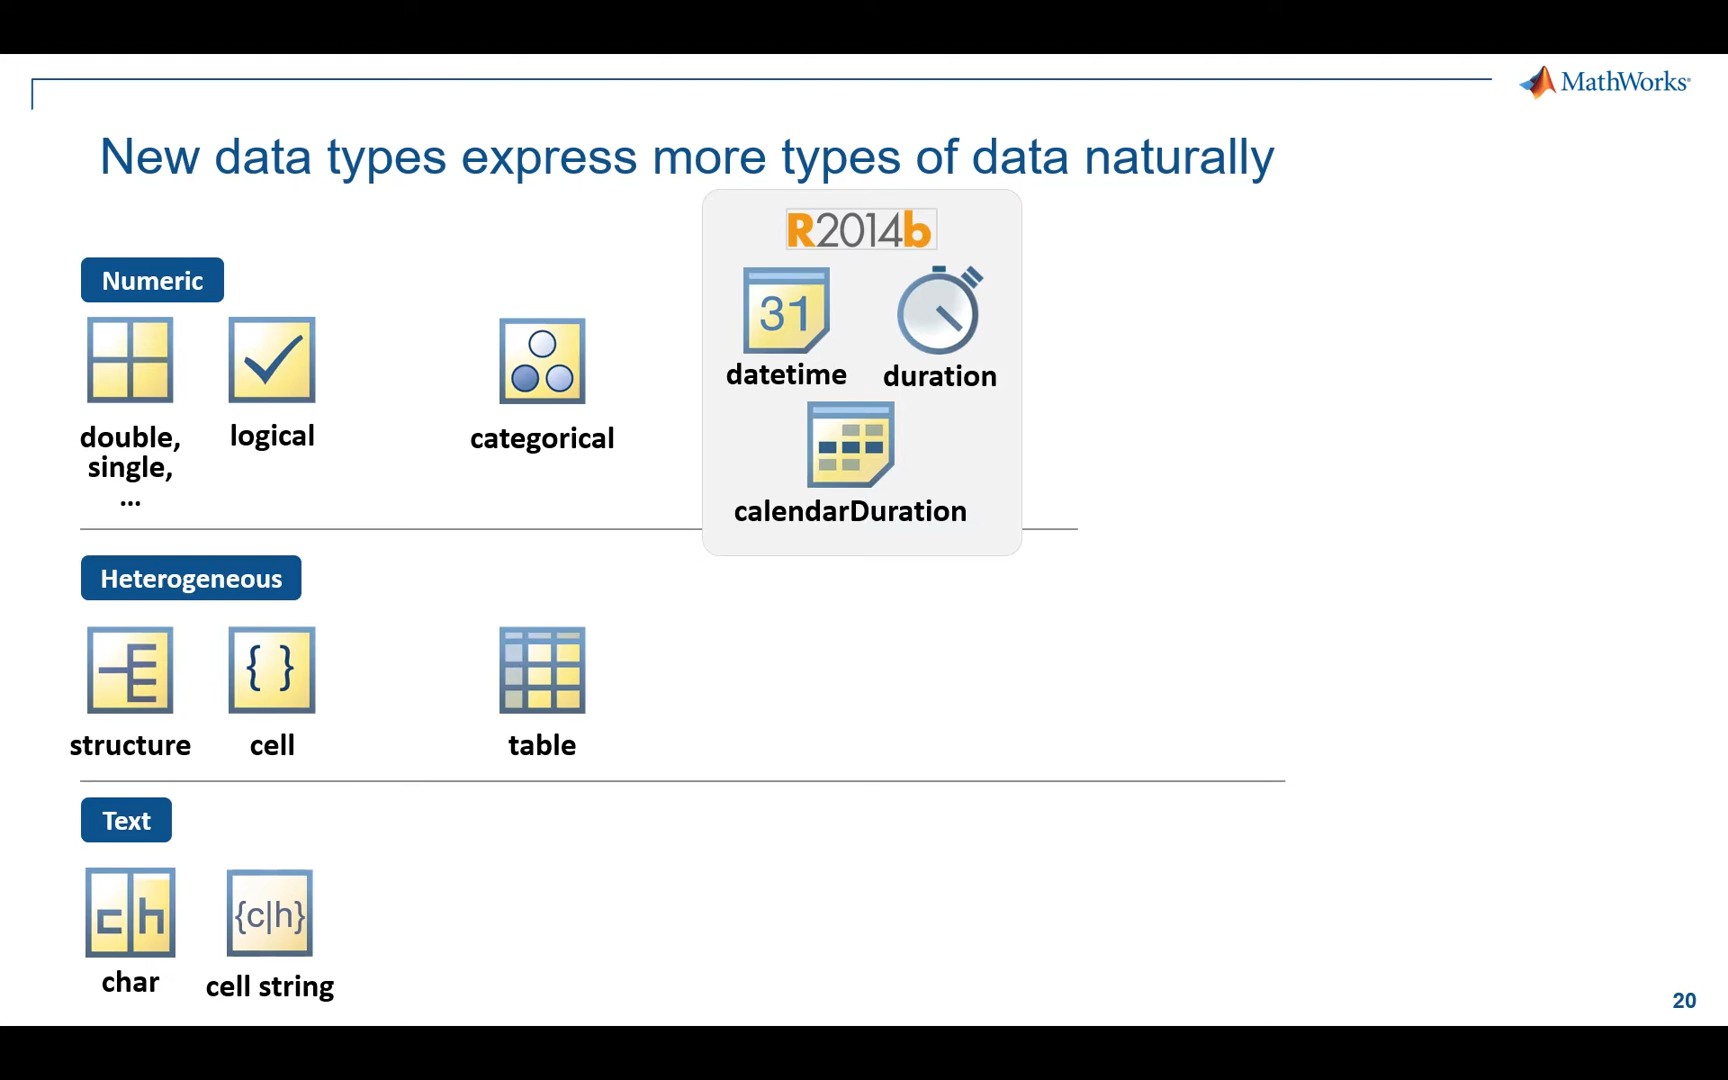 MathWorks®
New data types express more types of data naturally
R2014b
Numeric
31
double,
single,
...
logical
categorical
datetime
duration
calendarDuration
Heterogeneous
{ }
structure
cell
table
Text
ch
{c|h}
char
cell string
20